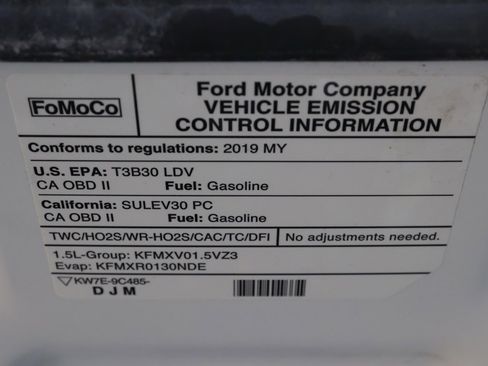 FoMoCo
Ford Motor Company
VEHICLE EMISSION
CONTROL INFORMATION
Conforms to regulations: 2019 MY
U.S. EPA: T3B30 LDV
CA OBD II Fuel: Gasoline
California: SULEV30 PC
CA OBD II Fuel: Gasoline
TWC/HO2S/WR-HO2S/CAC/TC/DFI No adjustments needed.
1.5L-Group: KFMXV01.5VZ3
Evap: KFMXR0130NDE
KW7E-9C485-
DJM